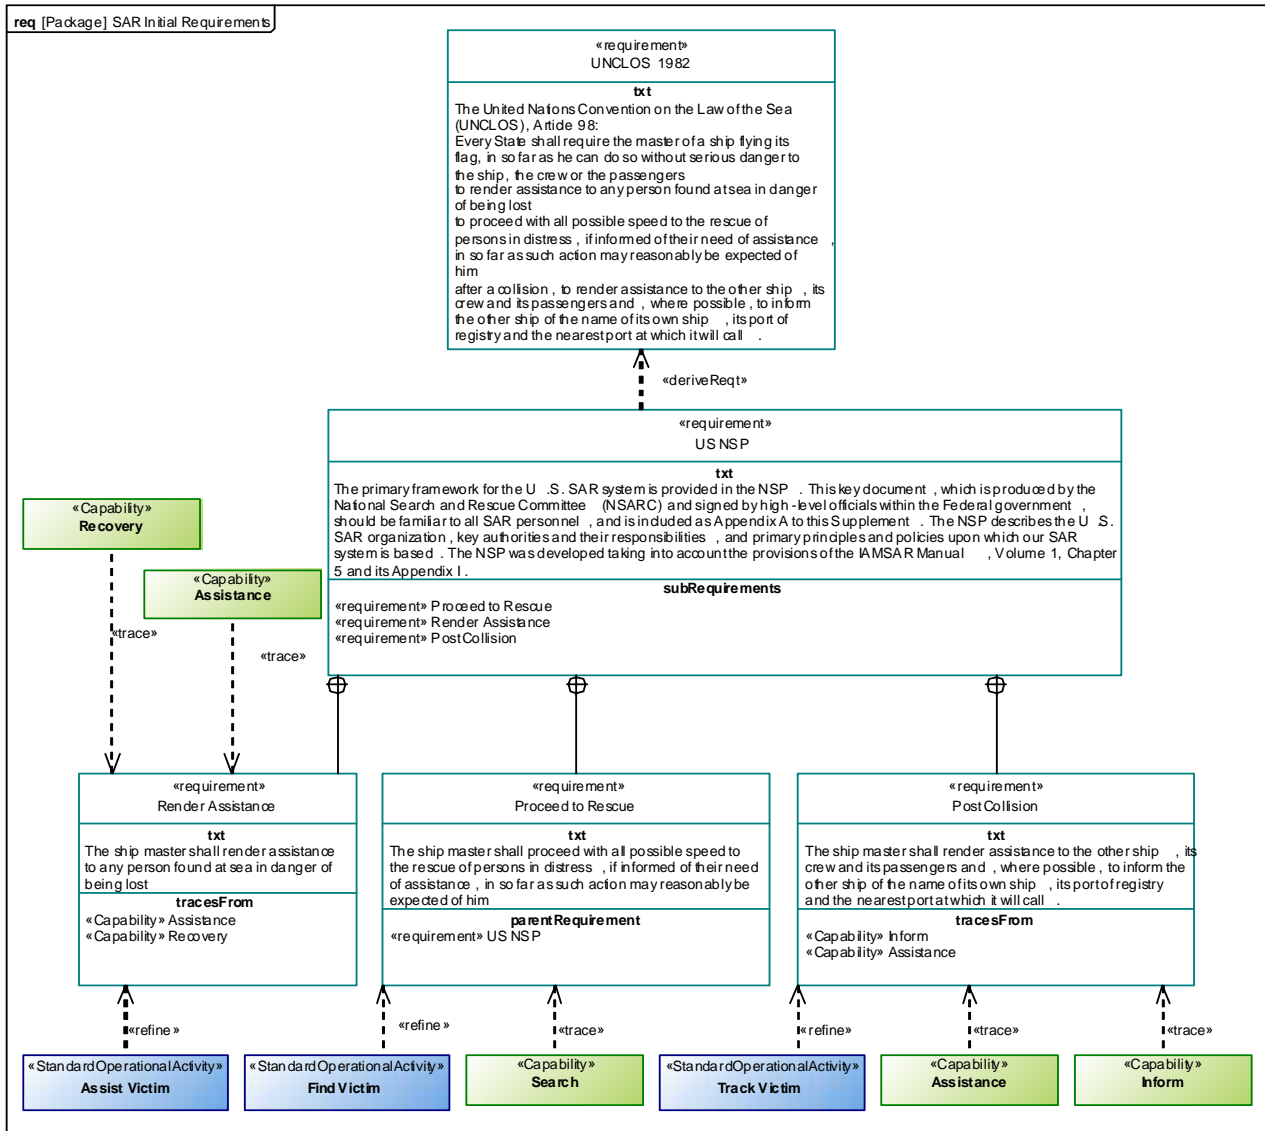 req [Package] SAR Initial Requirements
«requirement»
UNCLOS 1982
txt
The United Nations Convention on the Law of the Sea
(UNCLOS), Article 98:
Every State shall require the master of a ship flying its
flag, in so far as he can do so without serious danger to
the ship, the crew or the passengers
to render assistance to any person found at sea in danger
of being lost
to proceed with all possible speed to the rescue of
persons in distress , if informed of their need of assistance ,
in so far as such action may reasonably be expected of
him
after a collision , to render assistance to the other ship , its
crew and its passengers and , where possible , to inform
the other ship of the name of its own ship , its port of
registry and the nearest port at which it will call .
«deriveReqt»
«requirement»
US NSP
txt
The primary framework for the U .S. SAR system is provided in the NSP . This key document , which is produced by the
National Search and Rescue Committee (NSARC) and signed by high -level officials within the Federal government ,
should be familiar to all SAR personnel , and is included as Appendix A to this Supplement . The NSP describes the U .S.
SAR organization , key authorities and their responsibilities , and primary principles and policies upon which our SAR
system is based . The NSP was developed taking into account the provisions of the IAMSAR Manual , Volume 1, Chapter
5 and its Appendix I .
subRequirements
«requirement» Proceed to Rescue
«requirement» Render Assistance
«requirement» Post Collision
«Capability»
Recovery
«Capability»
Assistance
«trace»
«trace»
«requirement»
Render Assistance
txt
The ship master shall render assistance
to any person found at sea in danger of
being lost
tracesFrom
«Capability» Assistance
«Capability» Recovery
«requirement»
Proceed to Rescue
txt
The ship master shall proceed with all possible speed to
the rescue of persons in distress , if informed of their need
of assistance , in so far as such action may reasonably be
expected of him
parentRequirement
«requirement» US NSP
«requirement»
Post Collision
txt
The ship master shall render assistance to the other ship , its
crew and its passengers and , where possible , to inform the
other ship of the name of its own ship , its port of registry
and the nearest port at which it will call .
tracesFrom
«Capability» Inform
«Capability» Assistance
«refine»
«refine»
«trace»
«refine»
«trace»
«trace»
«StandardOperationalActivity»
Assist Victim
«StandardOperationalActivity»
Find Victim
«Capability»
Search
«StandardOperationalActivity»
Track Victim
«Capability»
Assistance
«Capability»
Inform